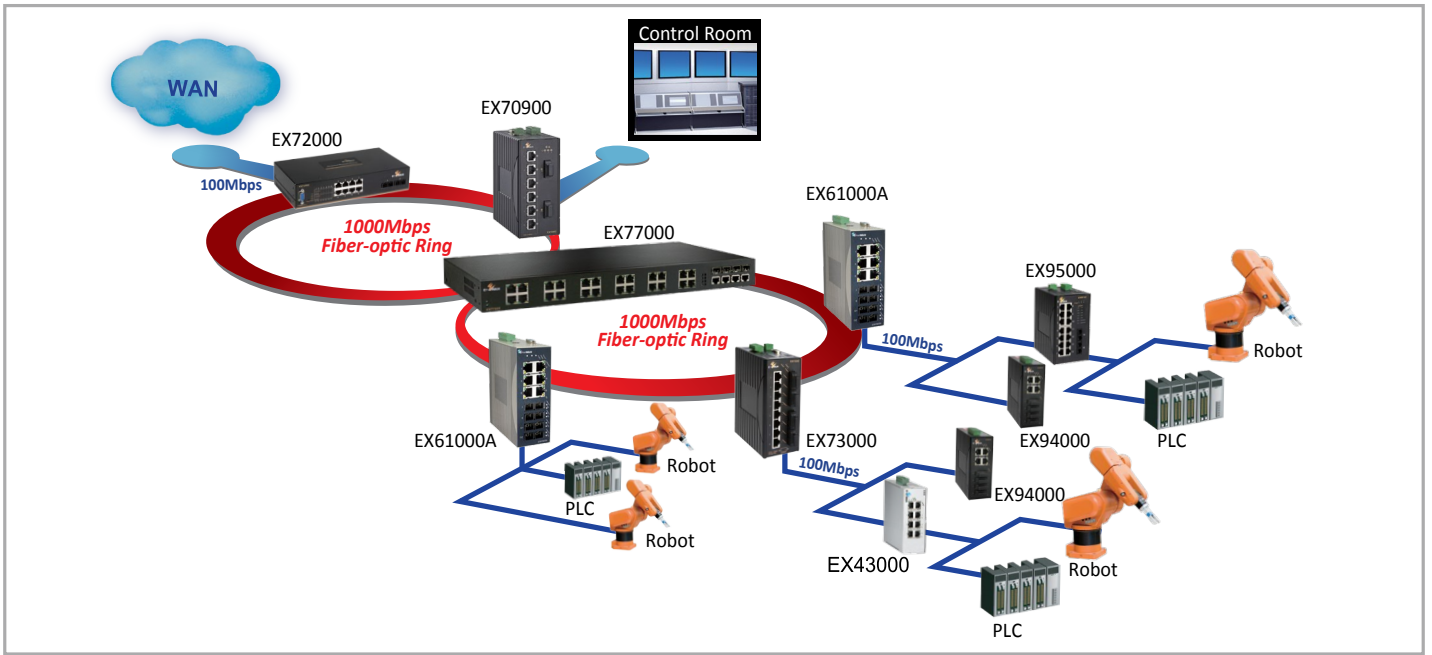 Control Room
WAN
EX70900
EX72000
100Mbps
EX61000A
1000Mbps
Fiber-optic Ring
EX77000
EX95000
1000Mbps
Fiber-optic Ring
100Mbps
Robot
EX61000A
EX73000
EX94000
PLC
Robot
100Mbps
PLC
EX94000
Robot
EX43000
Robot
PLC